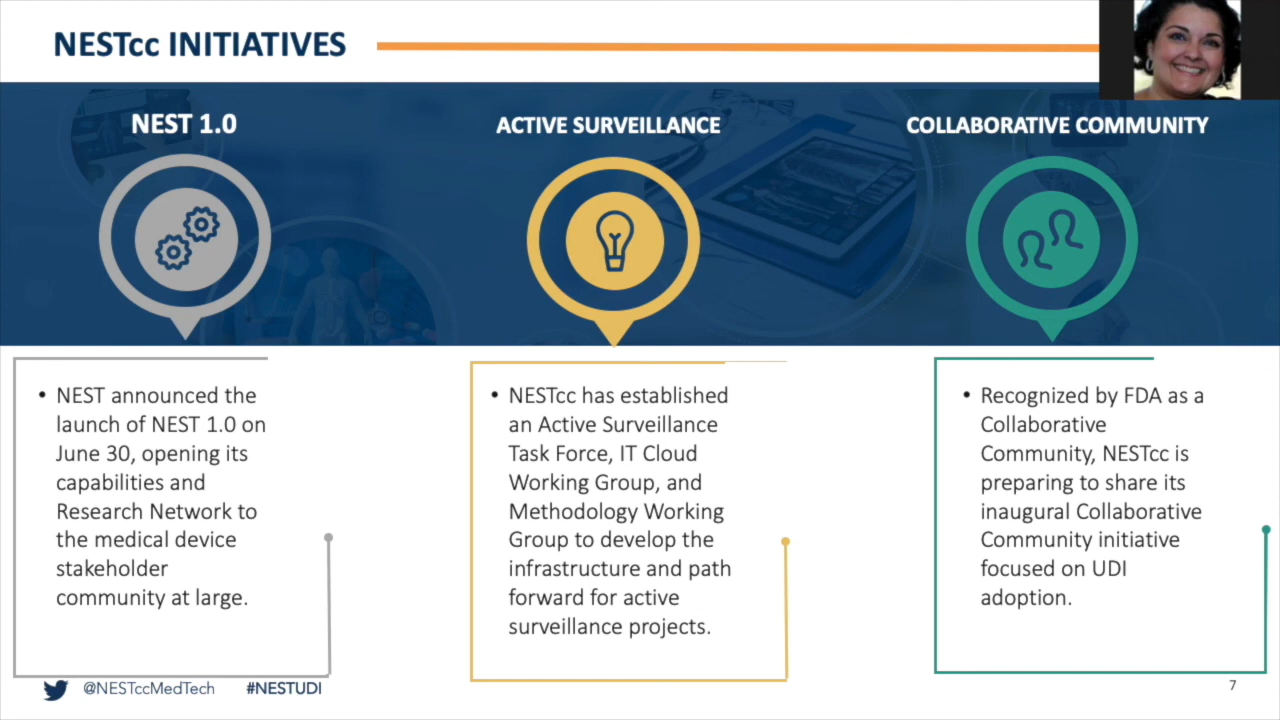 NESTcc INITIATIVES
NEST 1.0
ACTIVE SURVEILLANCE
COLLABORATIVE COMMUNITY
• NEST announced the
launch of NEST 1.0 on
June 30, opening its
capabilities and
Research Network to
the medical device
stakeholder
community at large.
• NESTcc has established
an Active Surveillance
Task Force, IT Cloud
Working Group, and
Methodology Working
Group to develop the
infrastructure and path
forward for active
surveillance projects.
• Recognized by FDA as a
Collaborative
Community, NESTcc is
preparing to share its
inaugural Collaborative
Community initiative
focused on UDI
adoption.
@NESTccMedTech #NESTUDI
7